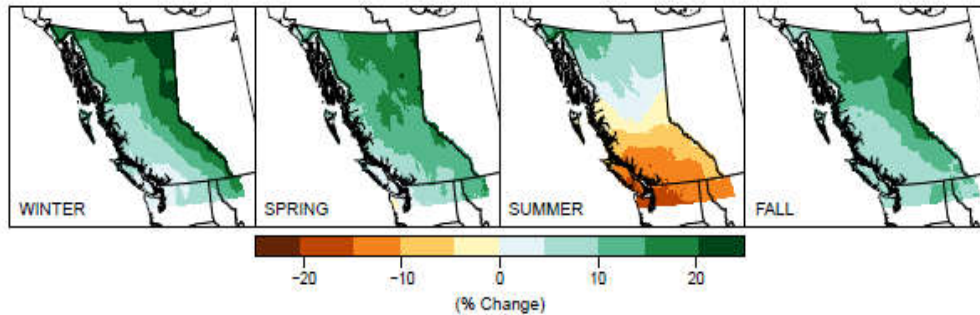 WINTER
SPRING
SUMMER
FALL
−20 −10 0 10 20
(% Change)